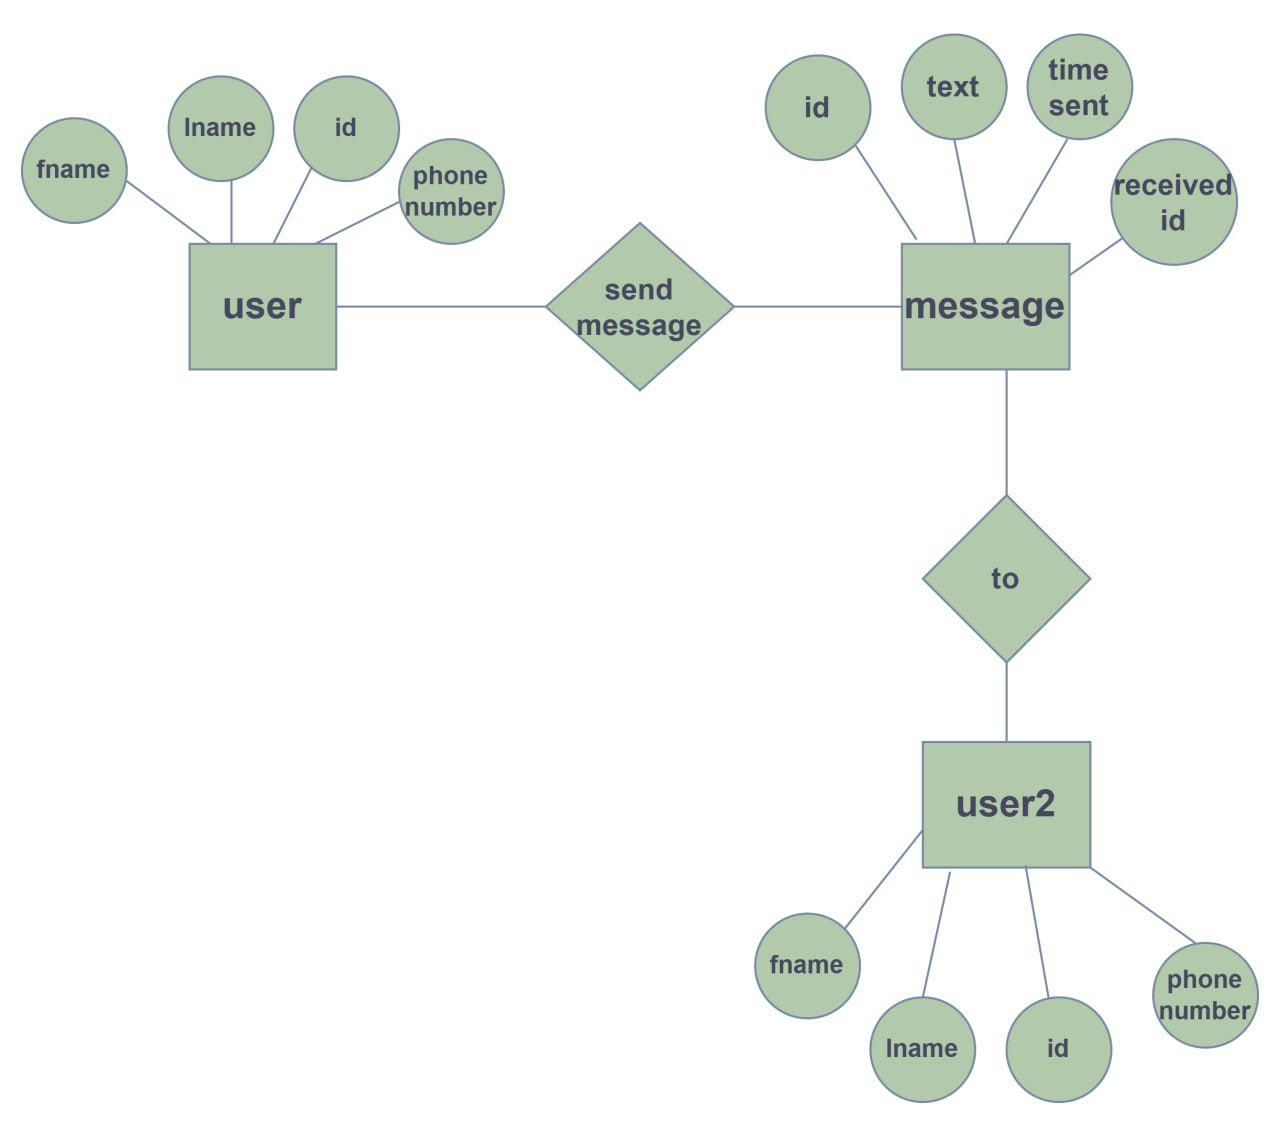 fname
lname
id
phone
number
user
send
message
id
text
time
sent
received
id
message
to
user2
fname
lname
id
phone
number